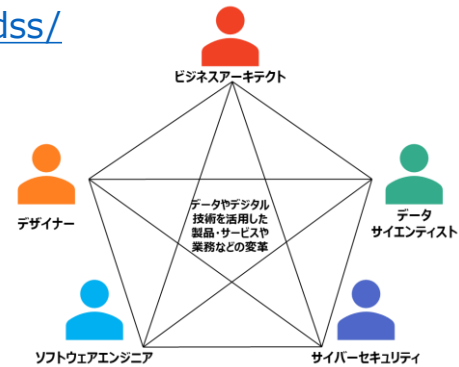 dss/
ビジネスアーキテクト
デザイナー
データやデジタル
技術を活用した
製品・サービスや
業務などの変革
データ
サイエンティスト
ソフトウェアエンジニア
サイバーセキュリティ